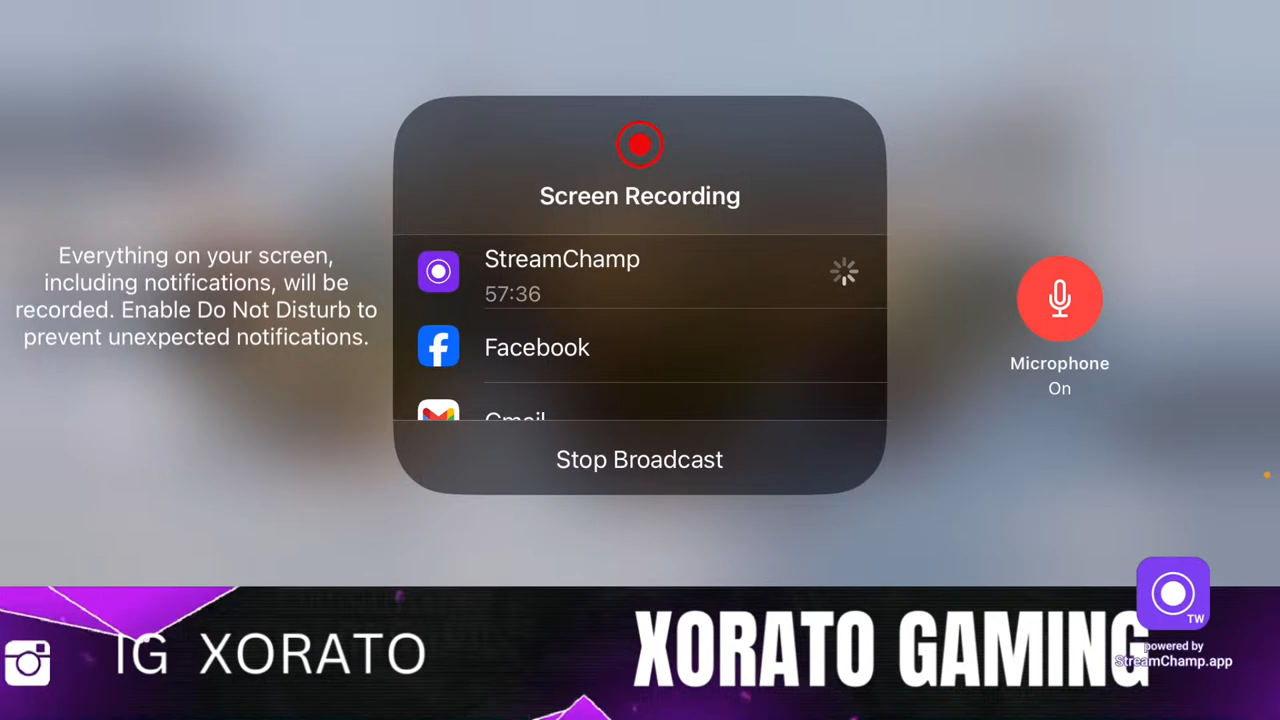 Everything on your screen,
including notifications, will be
recorded. Enable Do Not Disturb to
prevent unexpected notifications.
Screen Recording
StreamChamp
57:36
Facebook
Gmail
Stop Broadcast
Microphone
On
IG XORATO
XORATO GAMING
TW
powered by
StreamChamp.app